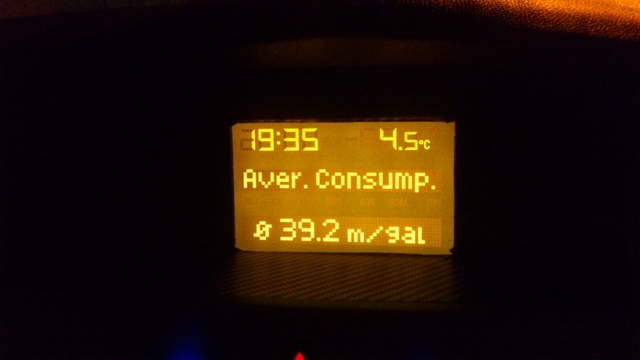 19:35 4.5°C
Aver. Consump.
Ø 39.2 m/gal